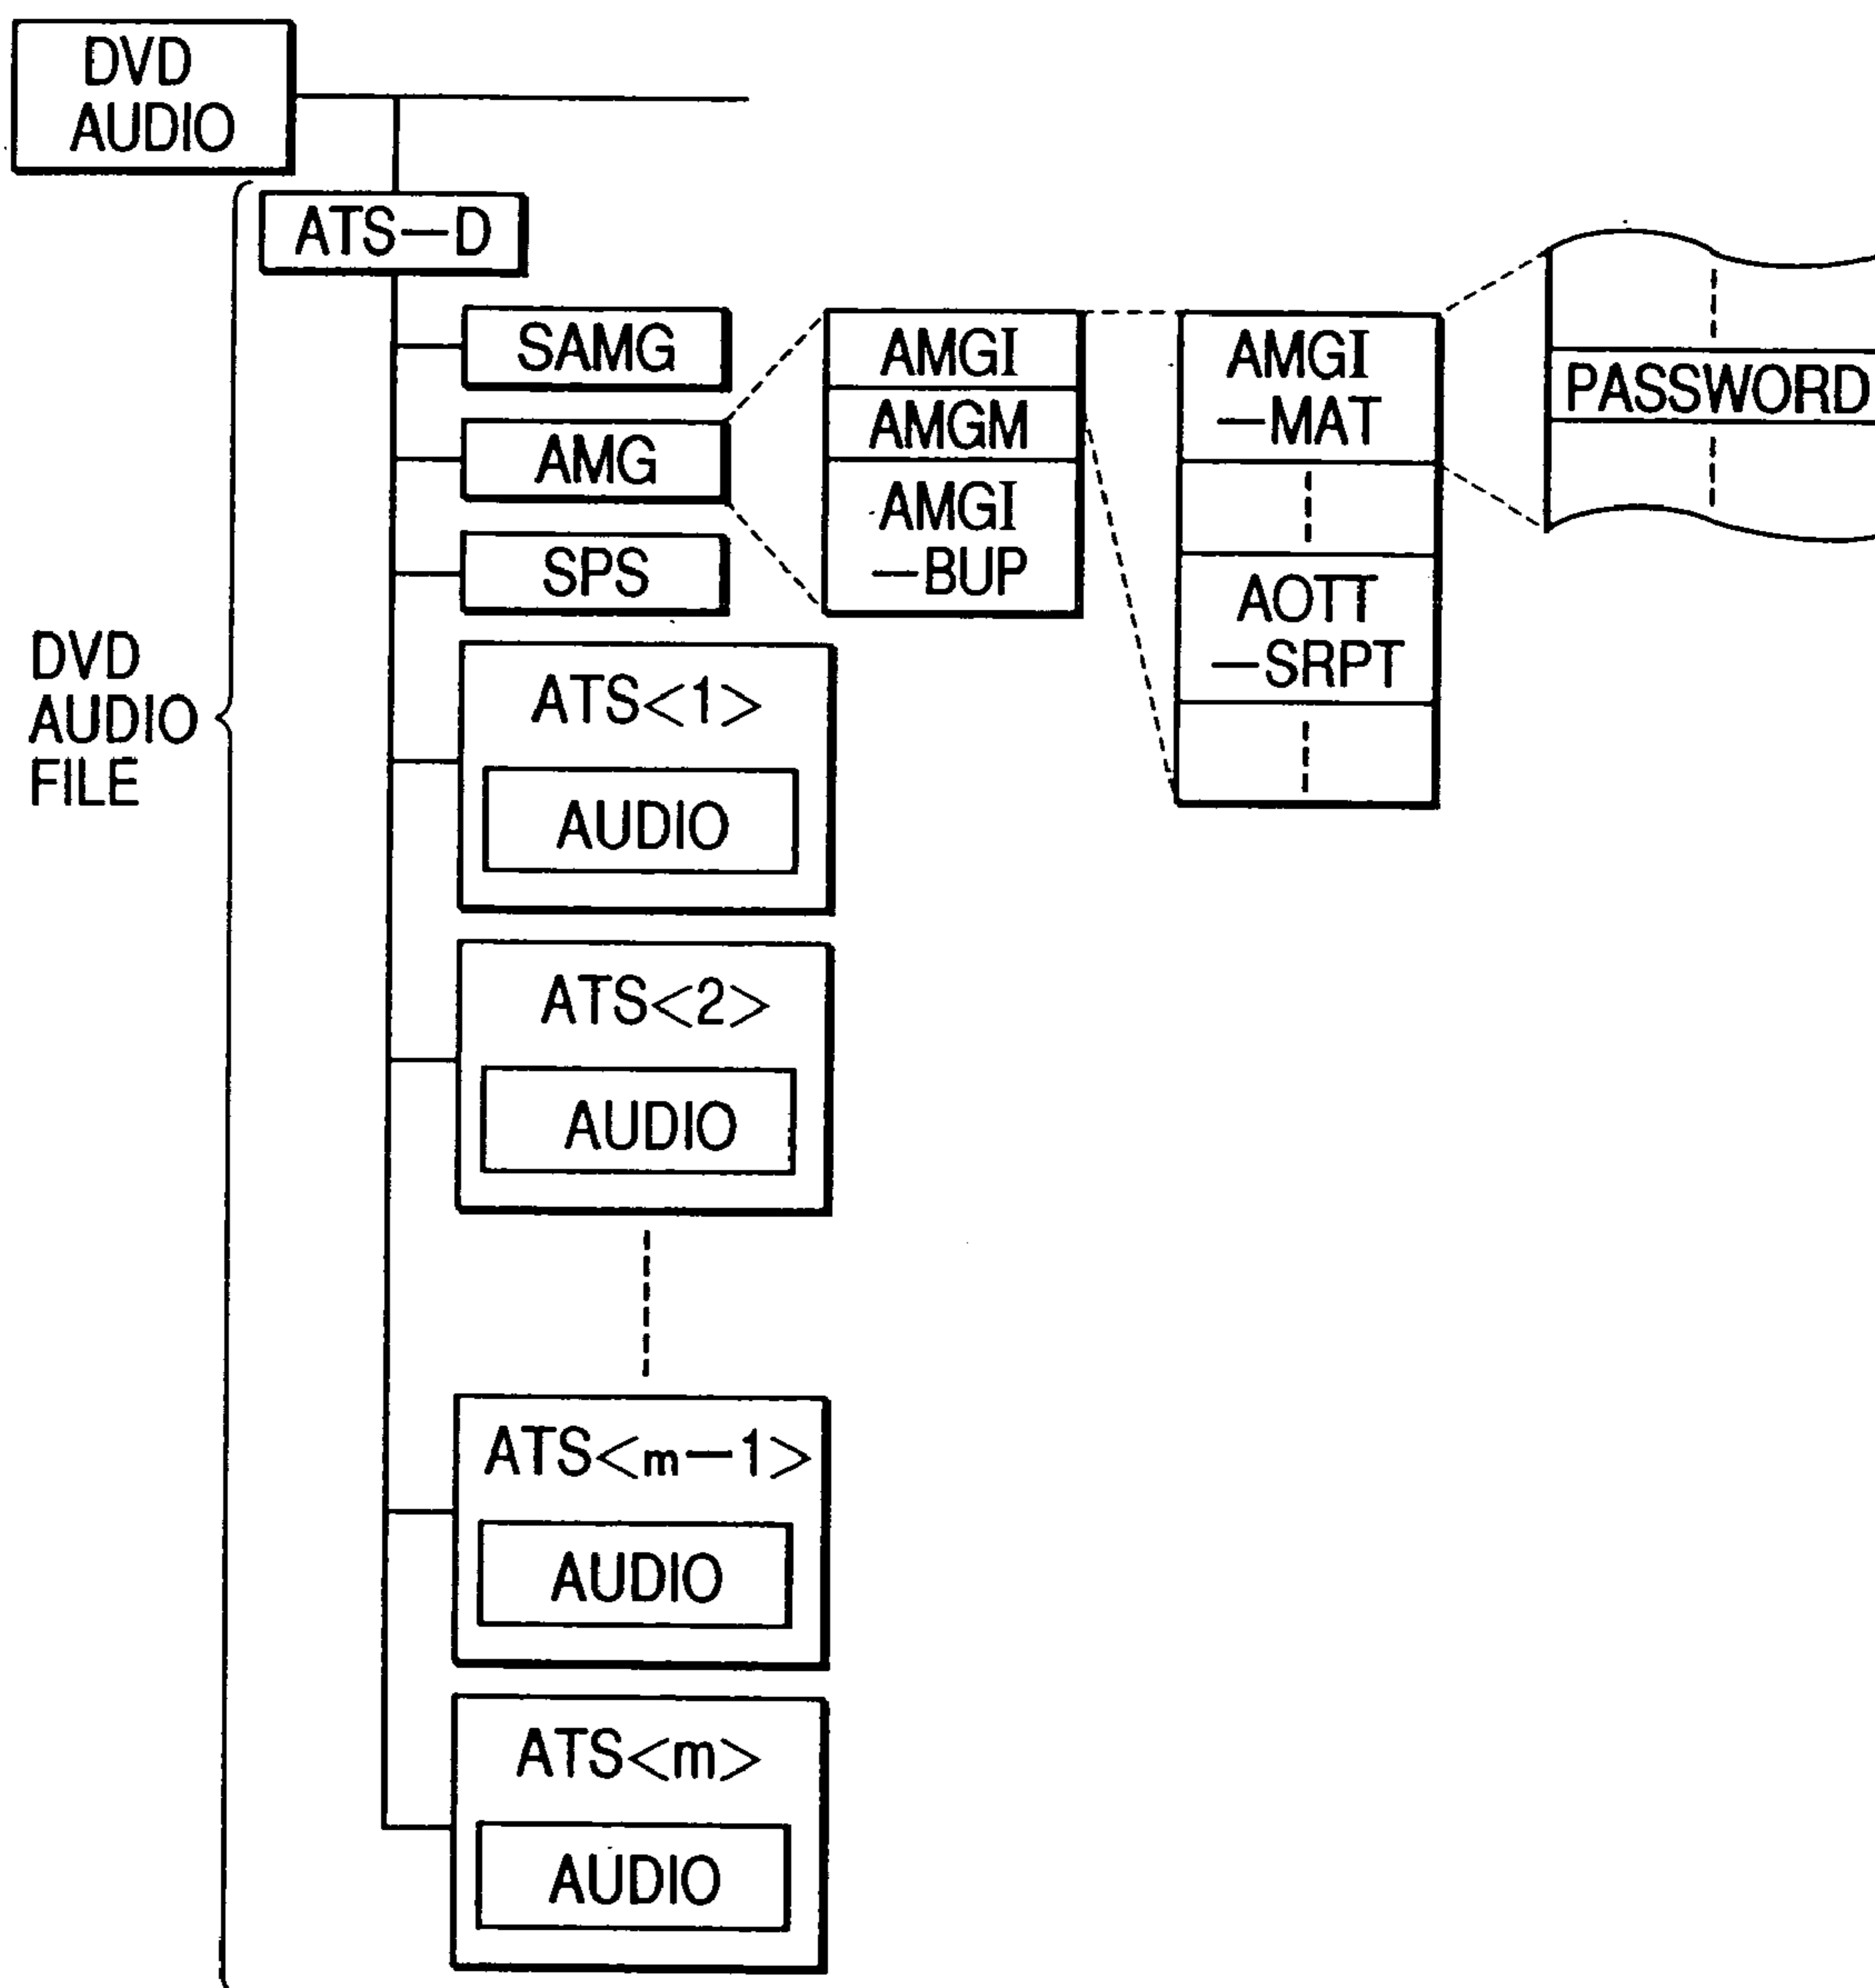 DVD
AUDIO
ATS—D
SAMG
AMG
SPS
AMGI
AMGM
AMGI
—BUP
AMGI
—MAT
AOTT
—SRPT
PASSWORD
DVD
AUDIO
FILE
ATS<1>
AUDIO
ATS<2>
AUDIO
ATS<m—1>
AUDIO
ATS<m>
AUDIO